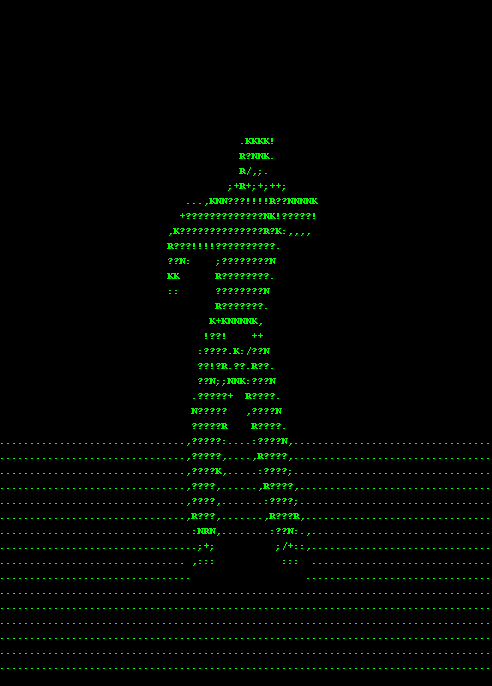 .KKKK!
R?NNK.
R/,;.
;+R+;+;++;
...,KNN???!!!!R??NNNNK
+?????????????NK!?????!
,K??????????????R?K:,,,,
R???!!!!??????????.
??N:    ;????????N
KK      R????????.
::      ????????N
R???????.
K+KNNNNK,
!??!    ++
:????.K:/??N
??!?R.??.R??.
??N;;NNK:???N
.?????+  R????.
N?????   ,????N
?????R    R????.
...............................,?????:    :????N,.................................
...............................,?????,....,R????,.................................
...............................,????K,.....:????;.................................
...............................,????,......,R????,................................
...............................,????,.......:????;................................
...............................,R???,.......,R???R,...............................
................................:NRN,........:??N:.,..............................
.................................;+;          ;/+::,..............................
................................,:::           :::  ..............................
................................                   ...............................
..................................................................................
..................................................................................
..................................................................................
..................................................................................
..................................................................................
..................................................................................